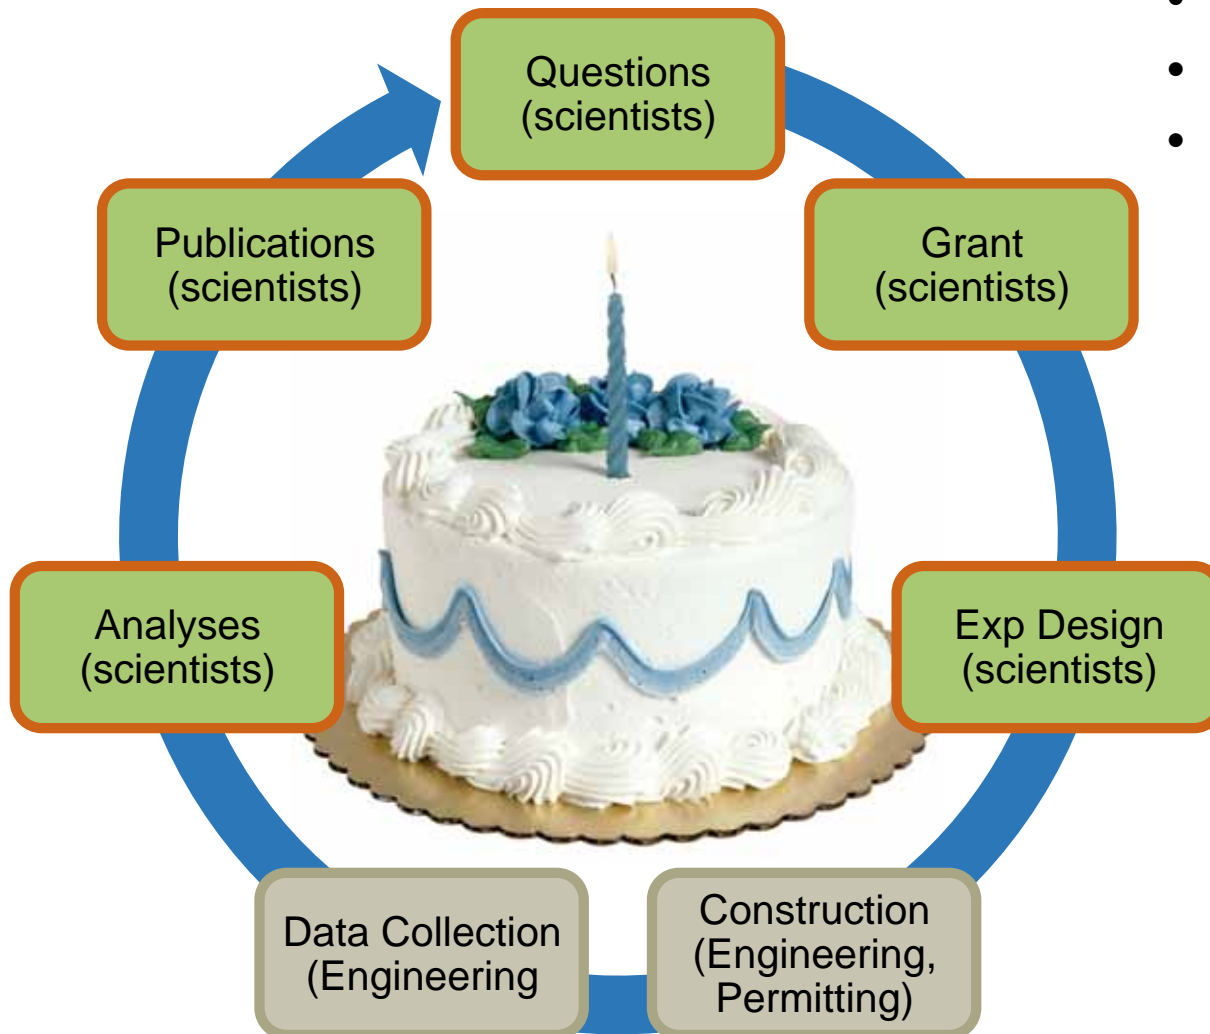 Questions
(scientists)
Grant
(scientists)
Exp Design
(scientists)
Construction
(Engineering,
Permitting)
Data Collection
(Engineering
Analyses
(scientists)
Publications
(scientists)